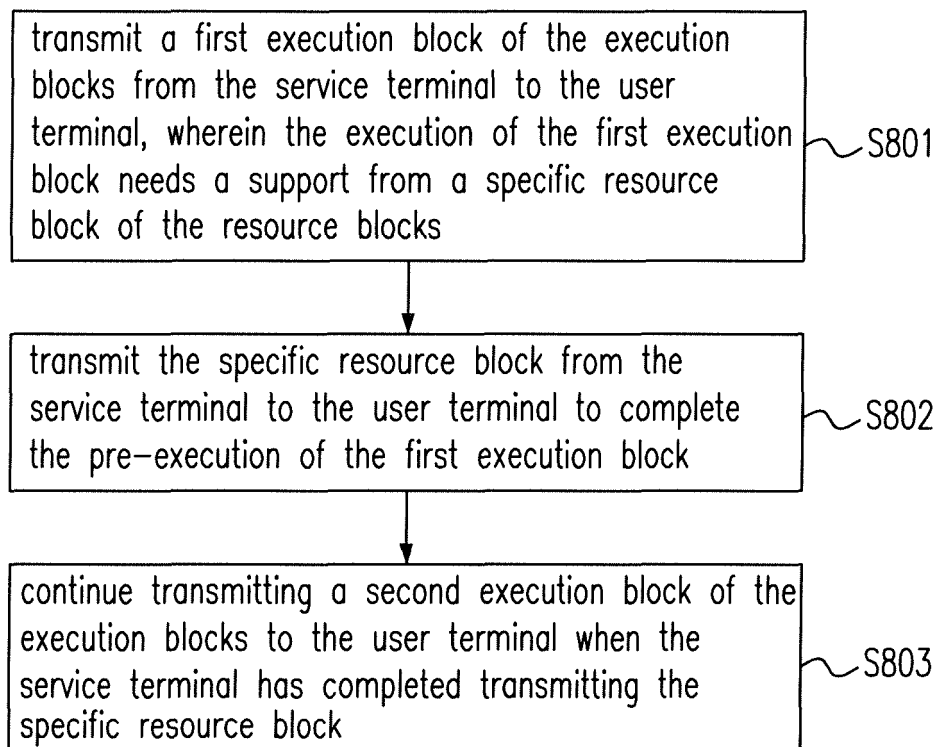 transmit a first execution block of the execution
blocks from the service terminal to the user
terminal, wherein the execution of the first execution
block needs a support from a specific resource
block of the resource blocks
S801
transmit the specific resource block from the
service terminal to the user terminal to complete
the pre-execution of the first execution block
S802
continue transmitting a second execution block of the
execution blocks to the user terminal when the
service terminal has completed transmitting the
specific resource block
S803